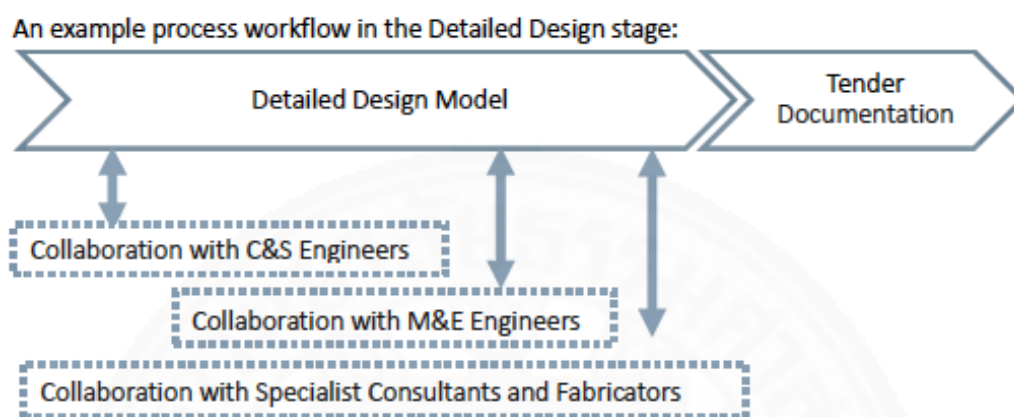 An example process workflow in the Detailed Design stage:
Detailed Design Model
Tender
Documentation
Collaboration with C&S Engineers
Collaboration with M&E Engineers
Collaboration with Specialist Consultants and Fabricators